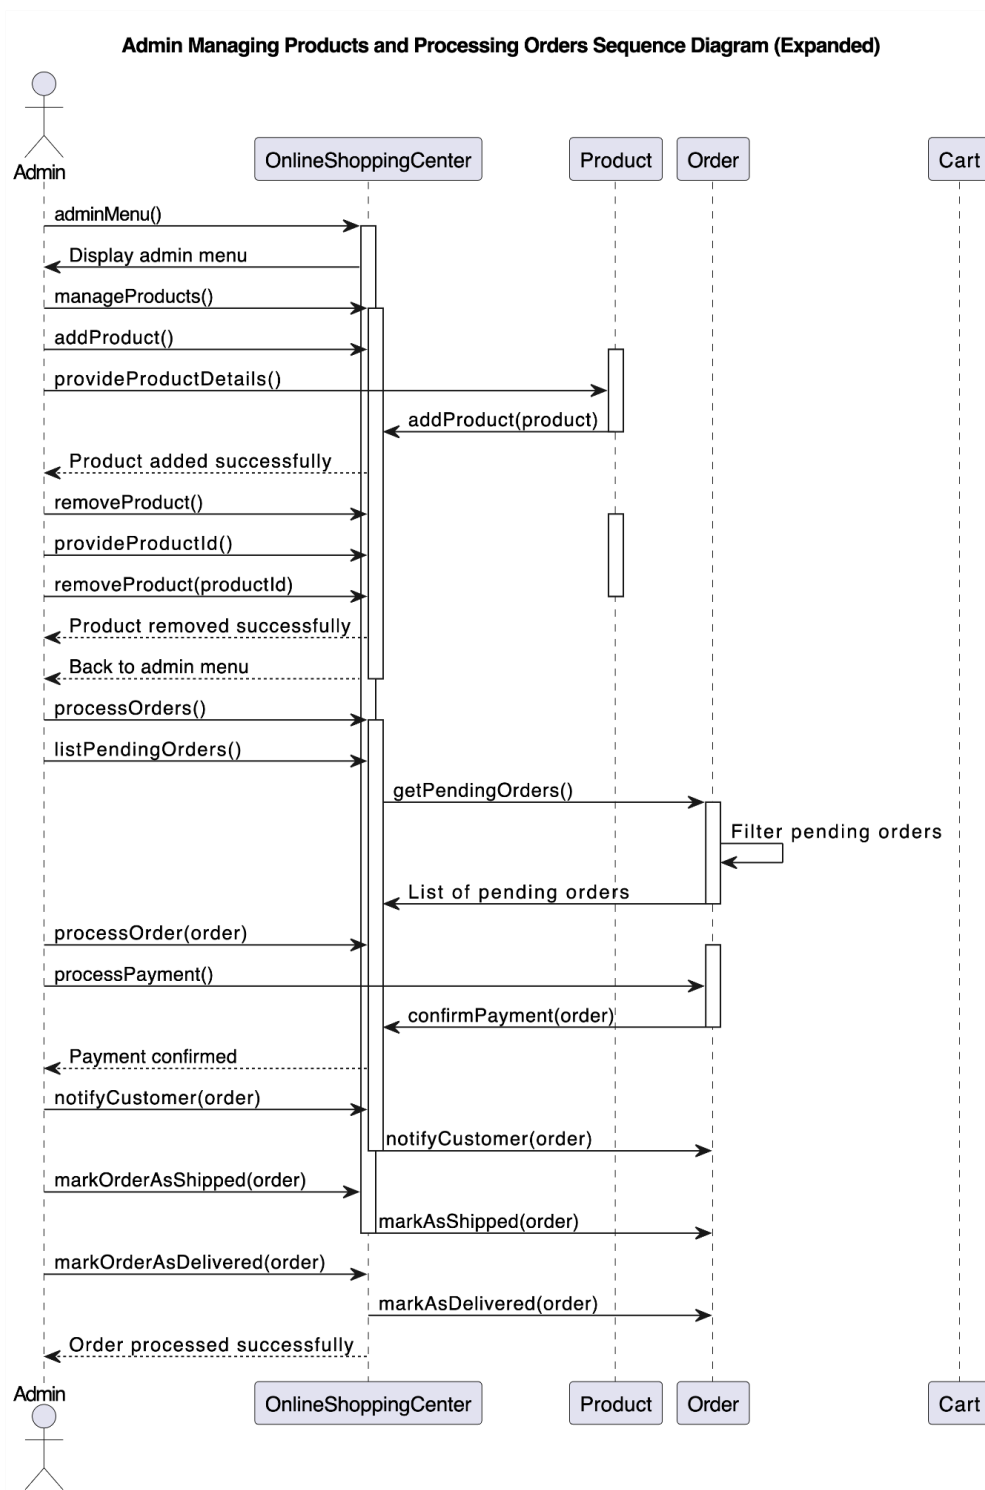 Admin Managing Products and Processing Orders Sequence Diagram (Expanded)
Admin
OnlineShoppingCenter
Product
Order
Cart
adminMenu()
Display admin menu
manageProducts()
addProduct()
provideProductDetails()
addProduct(product)
Product added successfully
removeProduct()
provideProductId()
removeProduct(productId)
Product removed successfully
Back to admin menu
processOrders()
listPendingOrders()
getPendingOrders()
Filter pending orders
List of pending orders
processOrder(order)
processPayment()
confirmPayment(order)
Payment confirmed
notifyCustomer(order)
notifyCustomer(order)
markOrderAsShipped(order)
markAsShipped(order)
markOrderAsDelivered(order)
markAsDelivered(order)
Order processed successfully
Admin
OnlineShoppingCenter
Product
Order
Cart